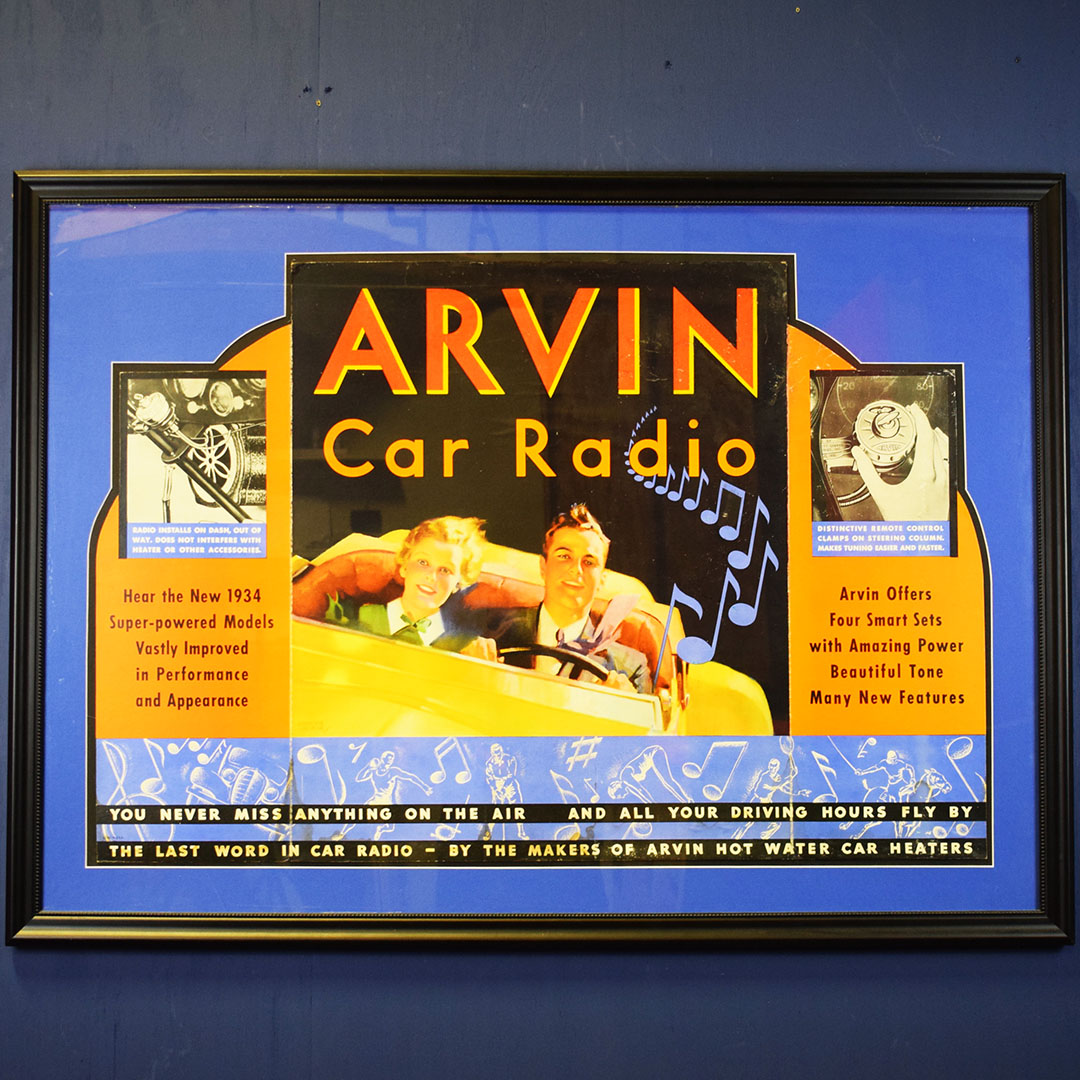 ARVIN
Car Radio
RADIO INSTALLS ON DASH, OUT OF
WAY. DOES NOT INTERFERE WITH
HEATER OR OTHER ACCESSORIES.
Hear the New 1934
Super-powered Models
Vastly Improved
in Performance
and Appearance
20 80
DISTINCTIVE REMOTE CONTROL
CLAMPS ON STEERING COLUMN.
MAKES TUNING EASIER AND FASTER.
Arvin Offers
Four Smart Sets
with Amazing Power
Beautiful Tone
Many New Features
YOU NEVER MISS ANYTHING ON THE AIR AND ALL YOUR DRIVING HOURS FLY BY
THE LAST WORD IN CAR RADIO – BY THE MAKERS OF ARVIN HOT WATER CAR HEATERS